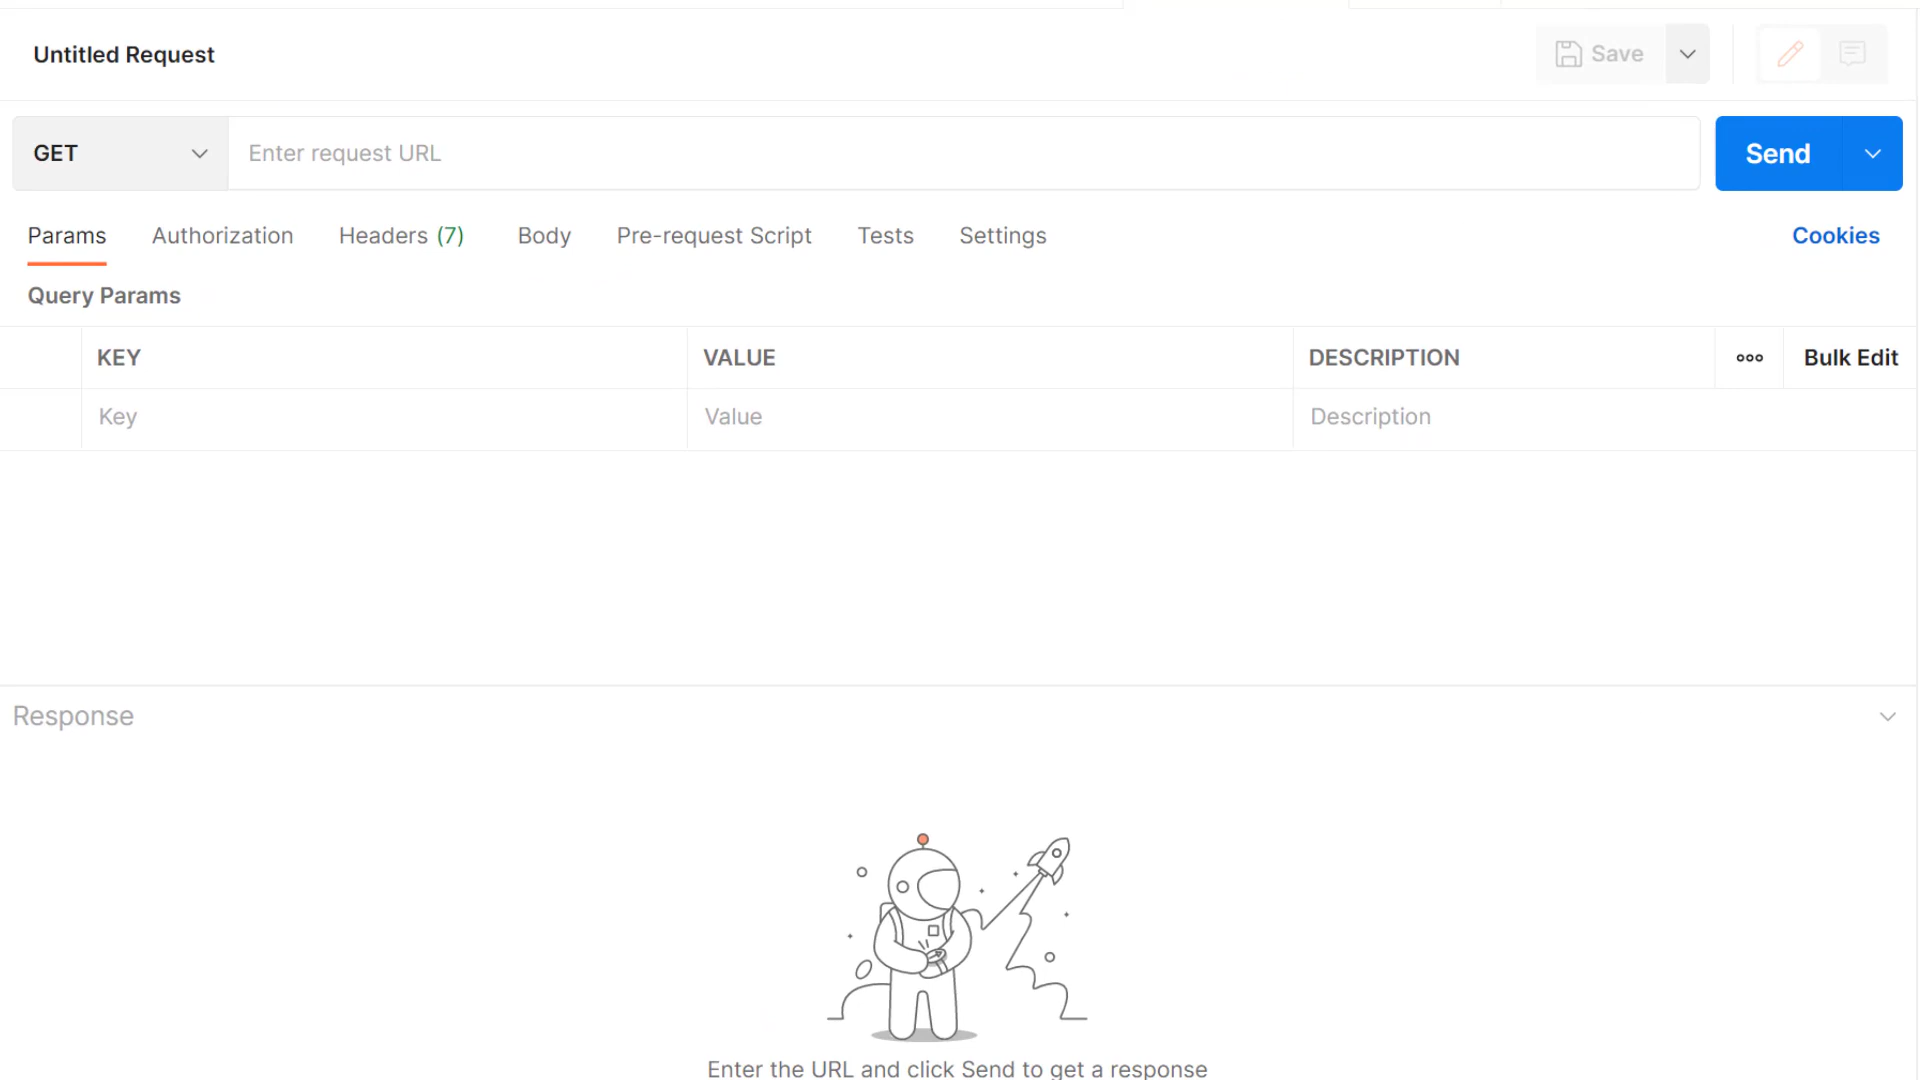 Untitled Request
Save
GET
Enter request URL
Send
Params
Authorization
Headers (7)
Body
Pre-request Script
Tests
Settings
Cookies
Query Params
KEY
VALUE
DESCRIPTION
Bulk Edit
Key
Value
Description
Response
Enter the URL and click Send to get a response